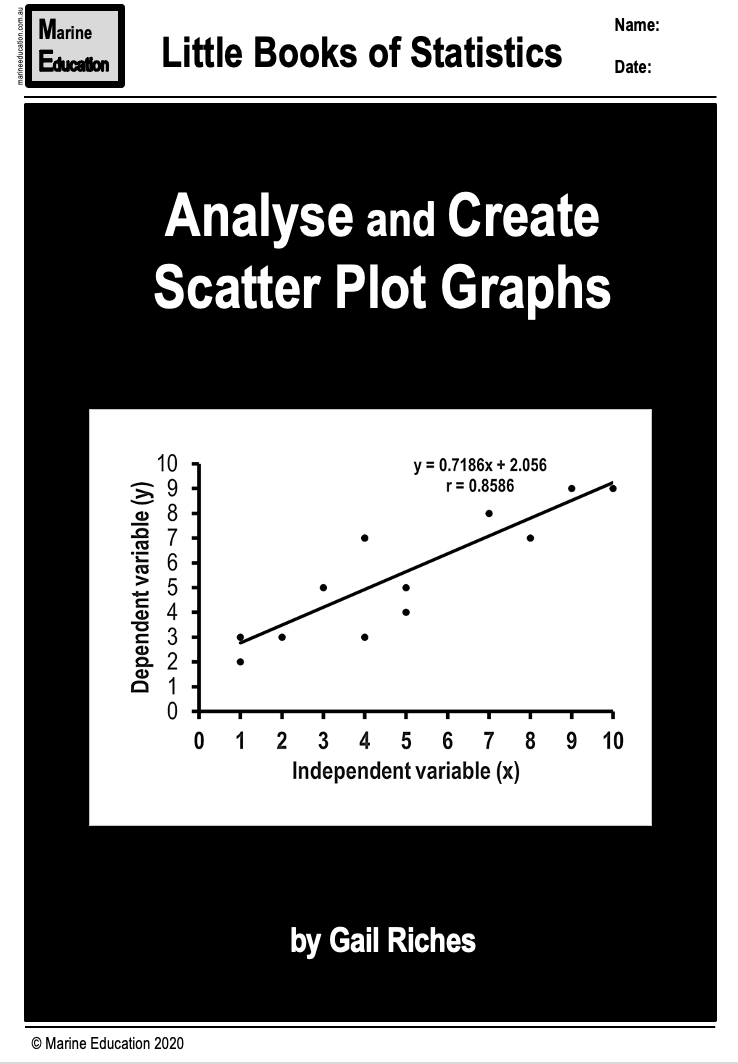 marineeducation.com.au
Marine
Education
Little Books of Statistics
Name:
Date:
Analyse and Create
Scatter Plot Graphs
y = 0.7186x + 2.056
r = 0.8586
Dependent variable (y)
10
9
8
7
6
5
4
3
2
1
0
0 1 2 3 4 5 6 7 8 9 10
Independent variable (x)
by Gail Riches
© Marine Education 2020